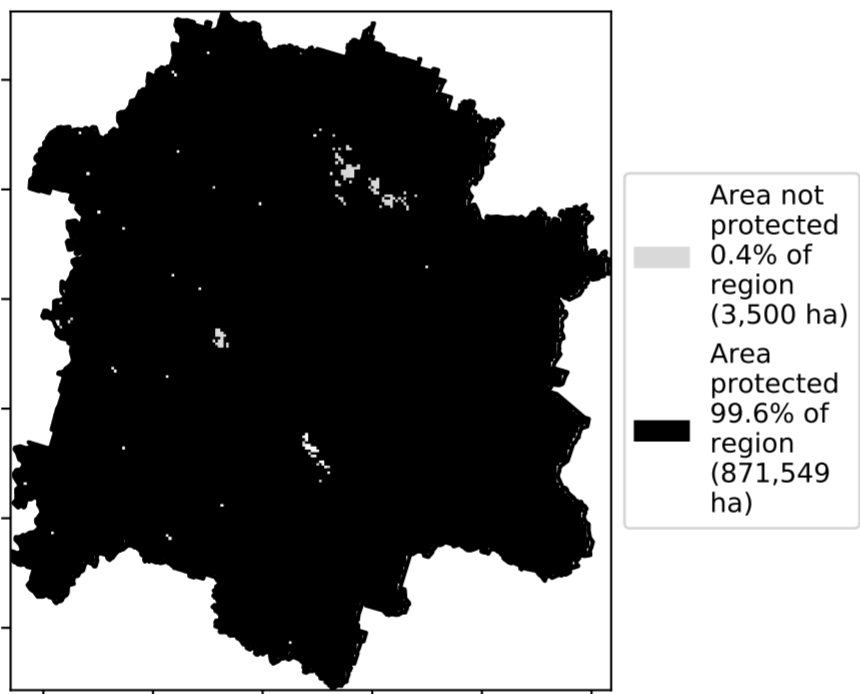 Area not
protected
0.4% of
region
(3,500 ha)
Area
protected
99.6% of
region
(871,549
ha)